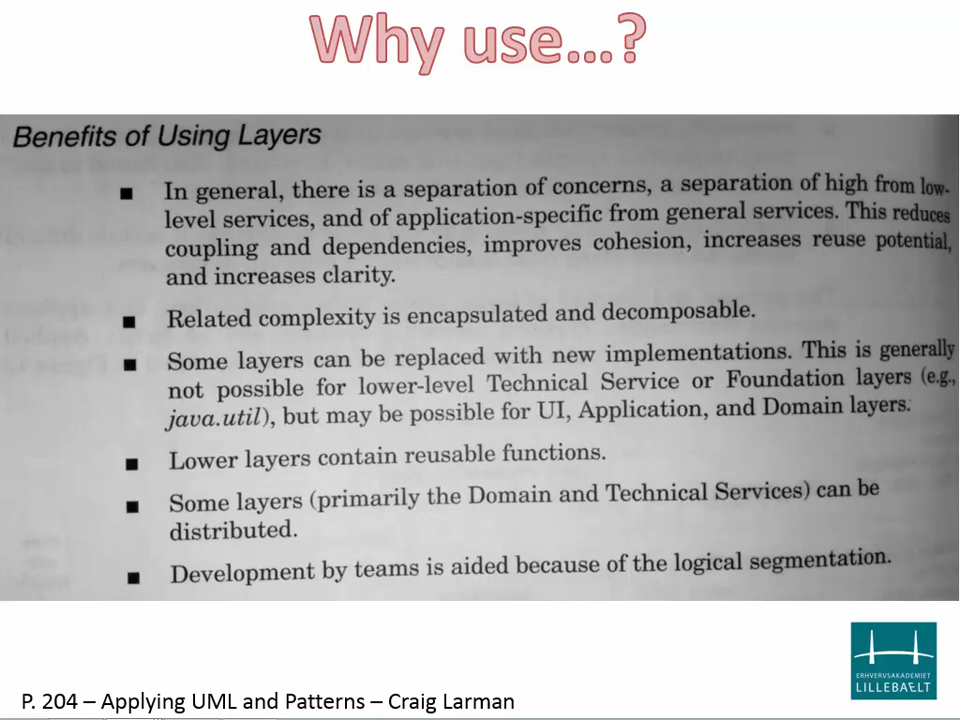 Why use...?
Benefits of Using Layers
■ In general, there is a separation of concerns, a separation of high from low-
level services, and of application-specific from general services. This reduces
coupling and dependencies, improves cohesion, increases reuse potential,
and increases clarity.
■ Related complexity is encapsulated and decomposable.
■ Some layers can be replaced with new implementations. This is generally
not possible for lower-level Technical Service or Foundation layers (e.g.,
java.util), but may be possible for UI, Application, and Domain layers.
■ Lower layers contain reusable functions.
■ Some layers (primarily the Domain and Technical Services) can be
distributed.
■ Development by teams is aided because of the logical segmentation.
ERHVERVSAKADEMIET
LILLEBÆLT
P. 204 – Applying UML and Patterns – Craig Larman